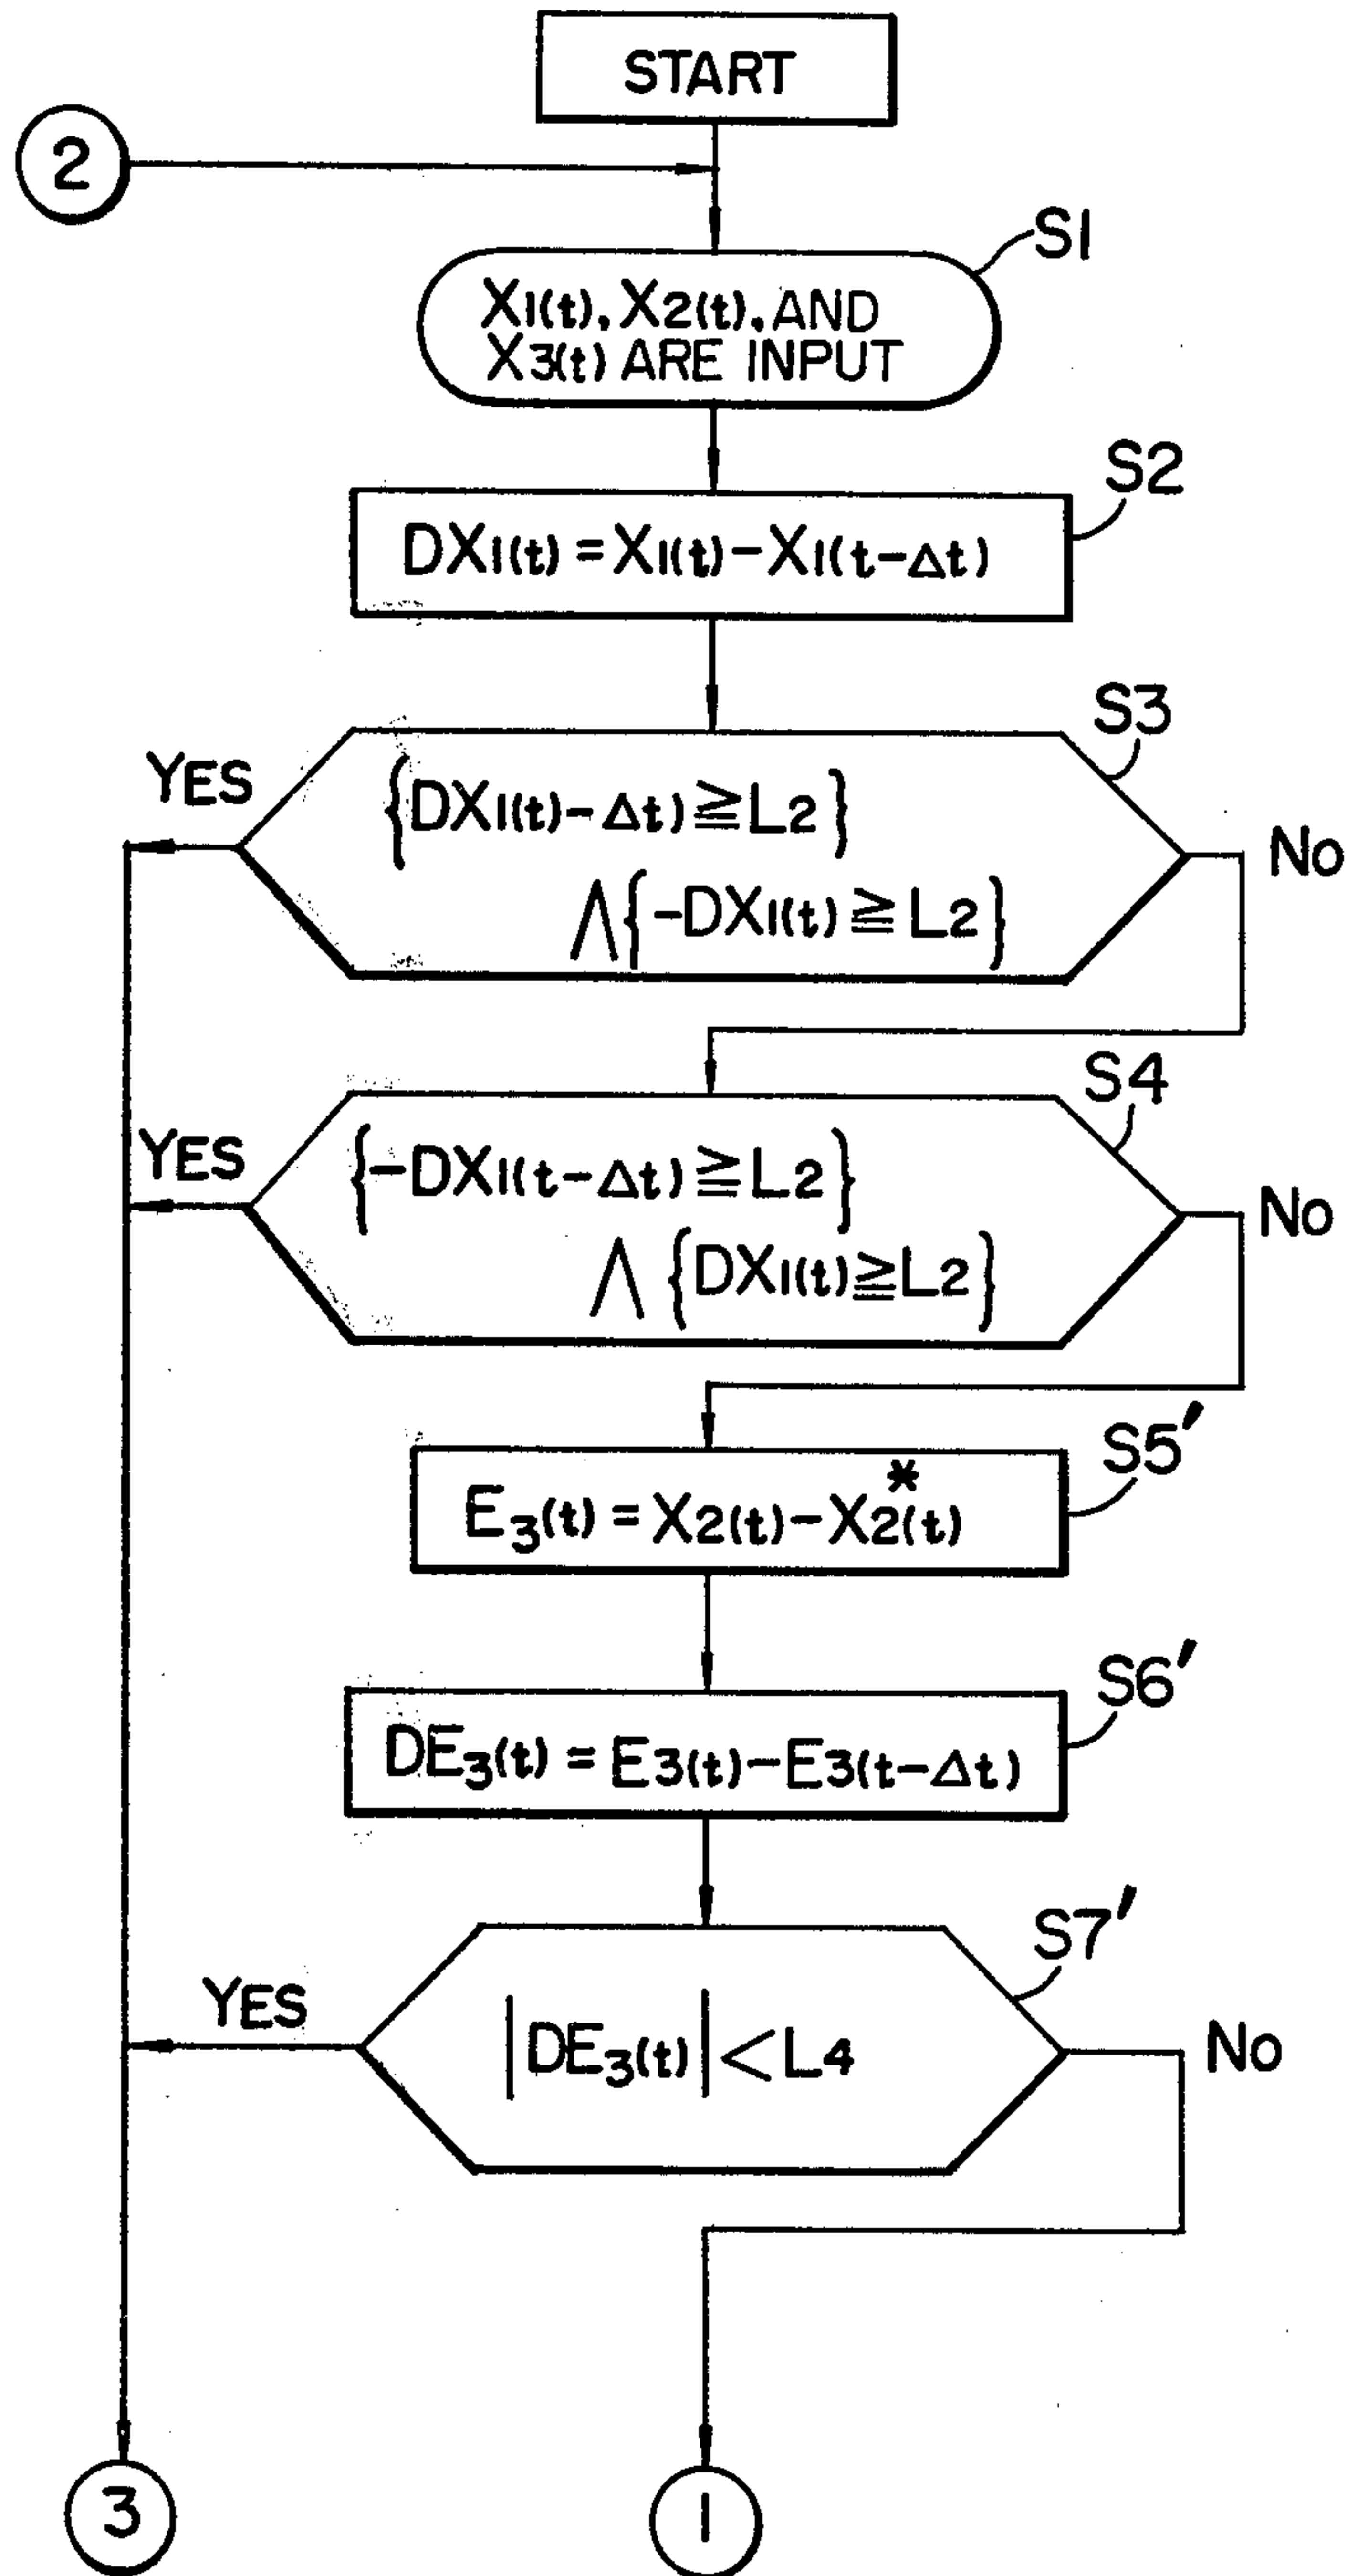 START
2
S1
X1(t), X2(t), AND
X3(t) ARE INPUT
S2
DX1(t) = X1(t) - X1(t-Δt)
S3
YES
{DX1(t)-Δt) ≧ L2}
No
⋀{-DX1(t) ≧ L2}
S4
YES
{-DX1(t-Δt) ≧ L2}
No
⋀ {DX1(t) ≧ L2}
S5'
E3(t) = X2(t) - X2*(t)
S6'
DE3(t) = E3(t) - E3(t-Δt)
S7'
YES
|DE3(t)| < L4
No
3
1